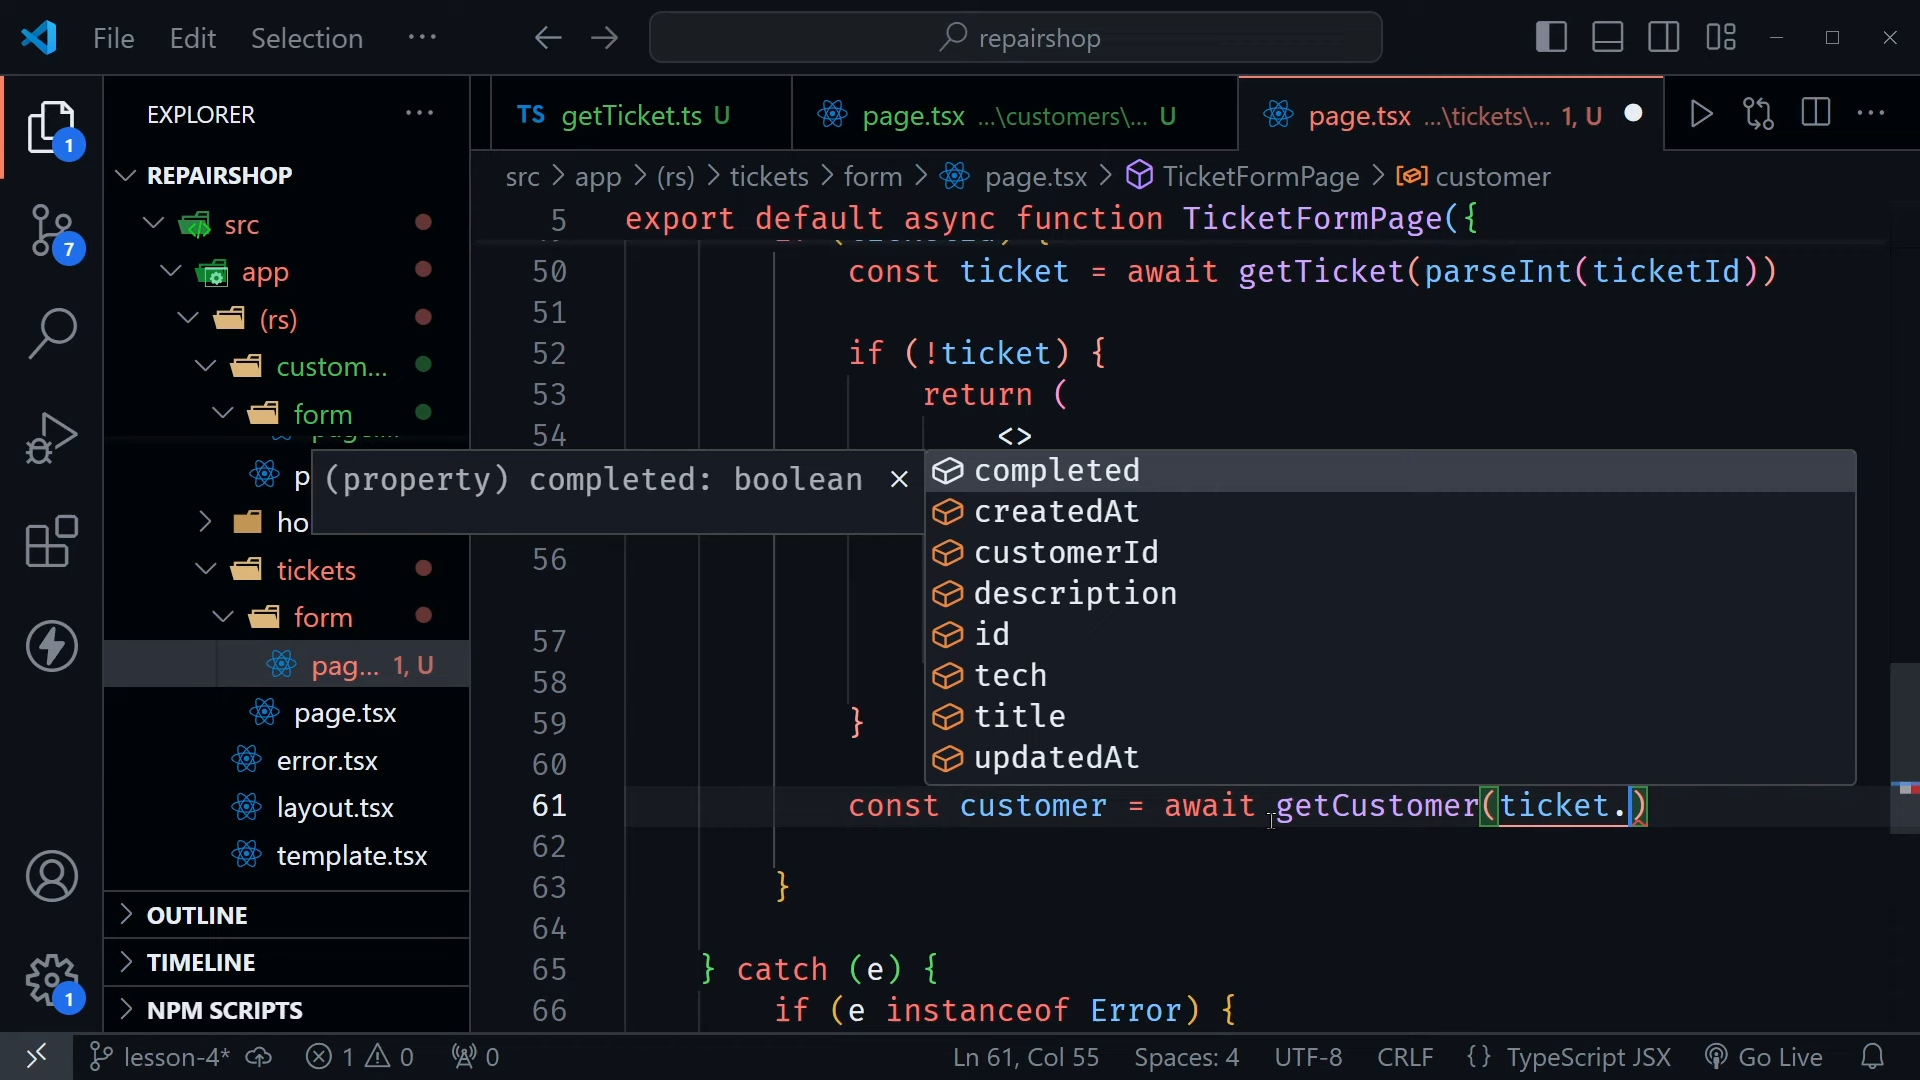 File Edit Selection ···
repairshop
EXPLORER ···
TS getTicket.ts U
page.tsx ...\customers\... U
page.tsx ...\tickets\... 1, U
REPAIRSHOP
src
app
(rs)
custom...
form
ho
tickets
form
pag... 1, U
page.tsx
error.tsx
layout.tsx
template.tsx
OUTLINE
TIMELINE
NPM SCRIPTS
src > app > (rs) > tickets > form > page.tsx > TicketFormPage > customer
5 export default async function TicketFormPage({
50 const ticket = await getTicket(parseInt(ticketId))
51
52 if (!ticket) {
53 return (
54 <>
(property) completed: boolean ×
completed
createdAt
customerId
description
id
tech
title
updatedAt
56
57
58
59 }
60
61 const customer = await getCustomer(ticket.)
62
63 }
64
65 } catch (e) {
66 if (e instanceof Error) {
1
7
1
lesson-4* 1 0 0 Ln 61, Col 55 Spaces: 4 UTF-8 CRLF {} TypeScript JSX Go Live